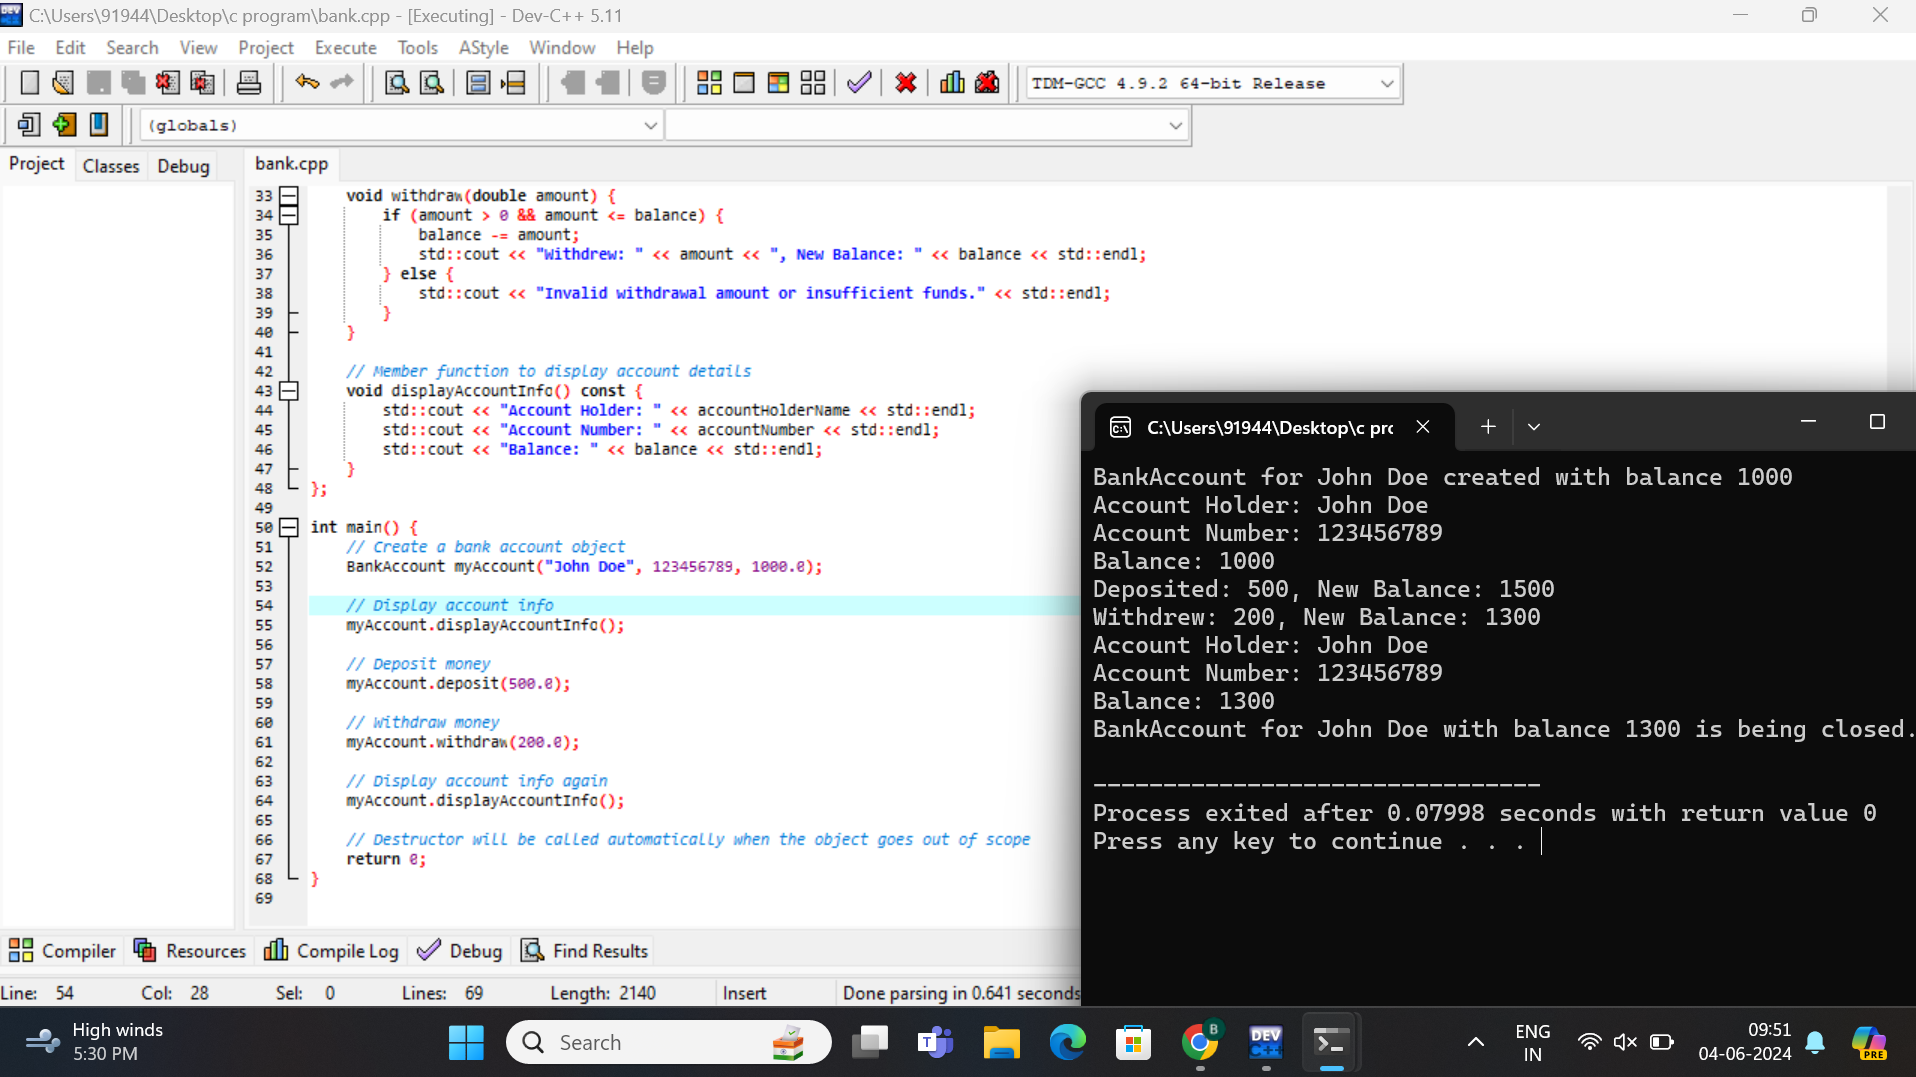 C:\Users\91944\Desktop\c program\bank.cpp - [Executing] - Dev-C++ 5.11
File Edit Search View Project Execute Tools AStyle Window Help
TDM-GCC 4.9.2 64-bit Release
(globals)
Project Classes Debug
bank.cpp
33 void withdraw(double amount) {
34 if (amount > 0 && amount <= balance) {
35 balance -= amount;
36 std::cout << "Withdrew: " << amount << ", New Balance: " << balance << std::endl;
37 } else {
38 std::cout << "Invalid withdrawal amount or insufficient funds." << std::endl;
39 }
40 }
41
42 // Member function to display account details
43 void displayAccountInfo() const {
44 std::cout << "Account Holder: " << accountHolderName << std::endl;
45 std::cout << "Account Number: " << accountNumber << std::endl;
46 std::cout << "Balance: " << balance << std::endl;
47 }
48 };
49
50 int main() {
51 // Create a bank account object
52 BankAccount myAccount("John Doe", 123456789, 1000.0);
53
54 // Display account info
55 myAccount.displayAccountInfo();
56
57 // Deposit money
58 myAccount.deposit(500.0);
59
60 // Withdraw money
61 myAccount.withdraw(200.0);
62
63 // Display account info again
64 myAccount.displayAccountInfo();
65
66 // Destructor will be called automatically when the object goes out of scope
67 return 0;
68 }
69
C:\Users\91944\Desktop\c prc
BankAccount for John Doe created with balance 1000
Account Holder: John Doe
Account Number: 123456789
Balance: 1000
Deposited: 500, New Balance: 1500
Withdrew: 200, New Balance: 1300
Account Holder: John Doe
Account Number: 123456789
Balance: 1300
BankAccount for John Doe with balance 1300 is being closed.
--------------------------------
Process exited after 0.07998 seconds with return value 0
Press any key to continue . . .
Compiler Resources Compile Log Debug Find Results
Line: 54 Col: 28 Sel: 0 Lines: 69 Length: 2140 Insert Done parsing in 0.641 seconds
High winds
5:30 PM
Search
T
B
DEV
C++
ENG
IN
09:51
04-06-2024
PRE